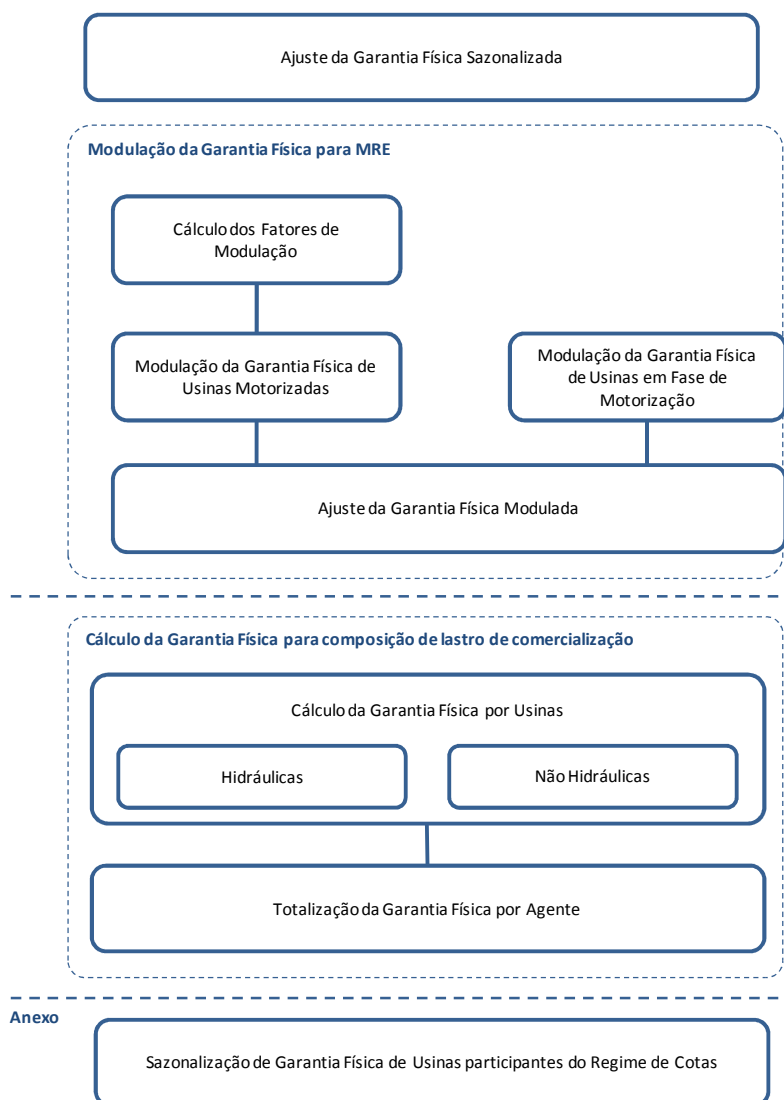 Ajuste da Garantia Física Sazonalizada
Modulação da Garantia Física para MRE
Cálculo dos Fatores de
Modulação
Modulação da Garantia Física de
Usinas Motorizadas
Modulação da Garantia Física
de Usinas em Fase de
Motorização
Ajuste da Garantia Física Modulada
Cálculo da Garantia Física para composição de lastro de comercialização
Cálculo da Garantia Física por Usinas
Hidráulicas
Não Hidráulicas
Totalização da Garantia Física por Agente
Anexo
Sazonalização de Garantia Física de Usinas participantes do Regime de Cotas